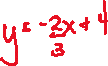 y = -2x + 4
3